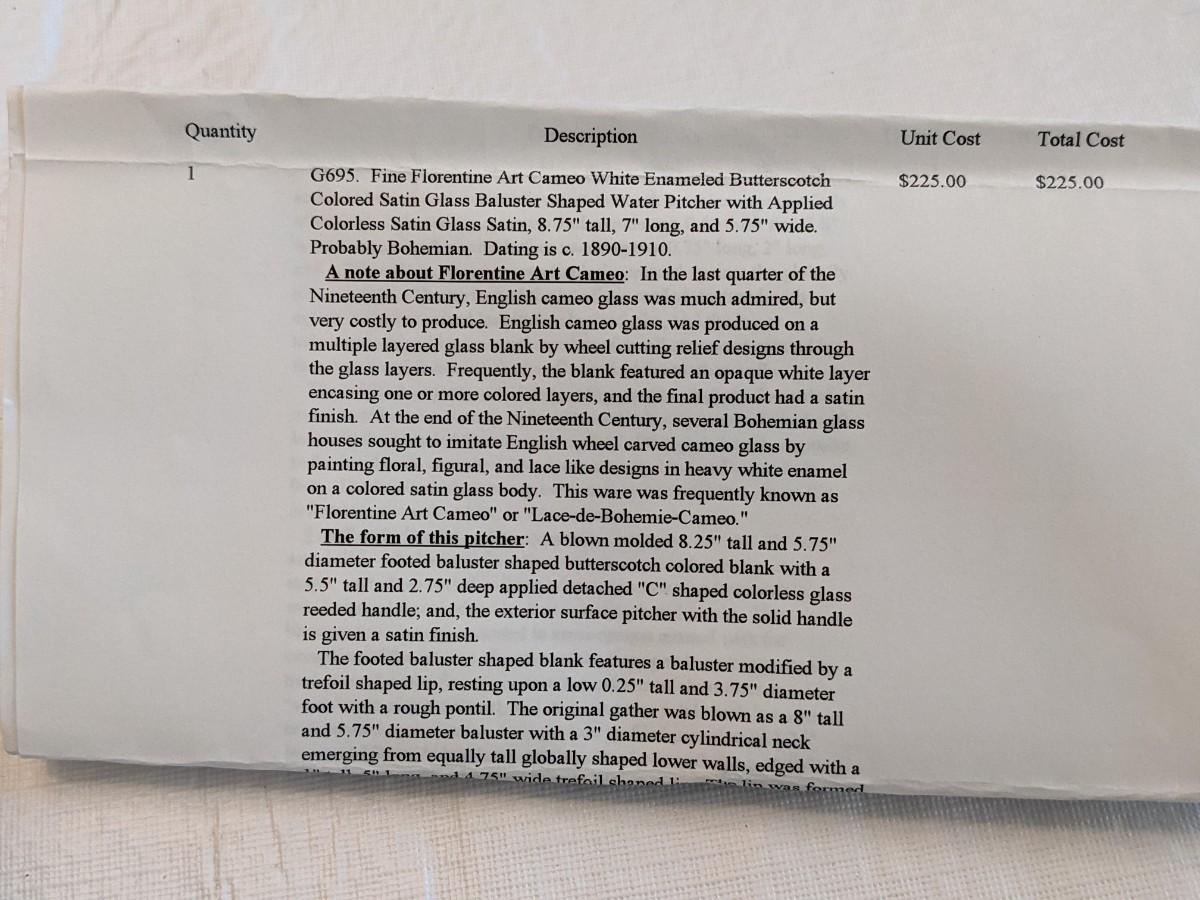 Quantity Description Unit Cost Total Cost
1 G695. Fine Florentine Art Cameo White Enameled Butterscotch $225.00 $225.00
Colored Satin Glass Baluster Shaped Water Pitcher with Applied
Colorless Satin Glass Satin, 8.75" tall, 7" long, and 5.75" wide.
Probably Bohemian. Dating is c. 1890-1910.
A note about Florentine Art Cameo: In the last quarter of the
Nineteenth Century, English cameo glass was much admired, but
very costly to produce. English cameo glass was produced on a
multiple layered glass blank by wheel cutting relief designs through
the glass layers. Frequently, the blank featured an opaque white layer
encasing one or more colored layers, and the final product had a satin
finish. At the end of the Nineteenth Century, several Bohemian glass
houses sought to imitate English wheel carved cameo glass by
painting floral, figural, and lace like designs in heavy white enamel
on a colored satin glass body. This ware was frequently known as
"Florentine Art Cameo" or "Lace-de-Bohemie-Cameo."
The form of this pitcher: A blown molded 8.25" tall and 5.75"
diameter footed baluster shaped butterscotch colored blank with a
5.5" tall and 2.75" deep applied detached "C" shaped colorless glass
reeded handle; and, the exterior surface pitcher with the solid handle
is given a satin finish.
The footed baluster shaped blank features a baluster modified by a
trefoil shaped lip, resting upon a low 0.25" tall and 3.75" diameter
foot with a rough pontil. The original gather was blown as a 8" tall
and 5.75" diameter baluster with a 3" diameter cylindrical neck
emerging from equally tall globally shaped lower walls, edged with a
and 4.75" wide trefoil shaped lip was formed